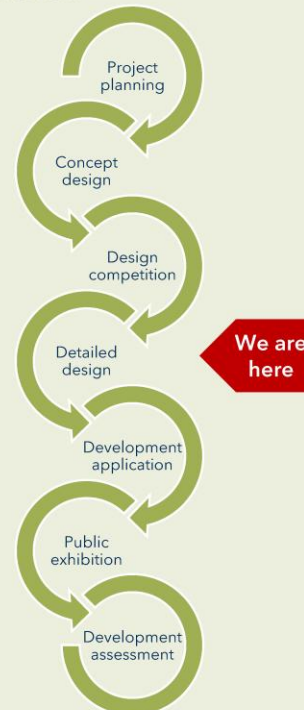 Project
planning
Concept
design
Design
competition
Detailed
design
We are
here
Development
application
Public
exhibition
Development
assessment